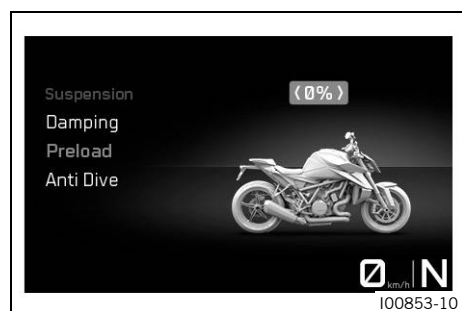 Suspension
〈0%〉
Damping
Preload
Anti Dive
0 km/h N
I00853-10